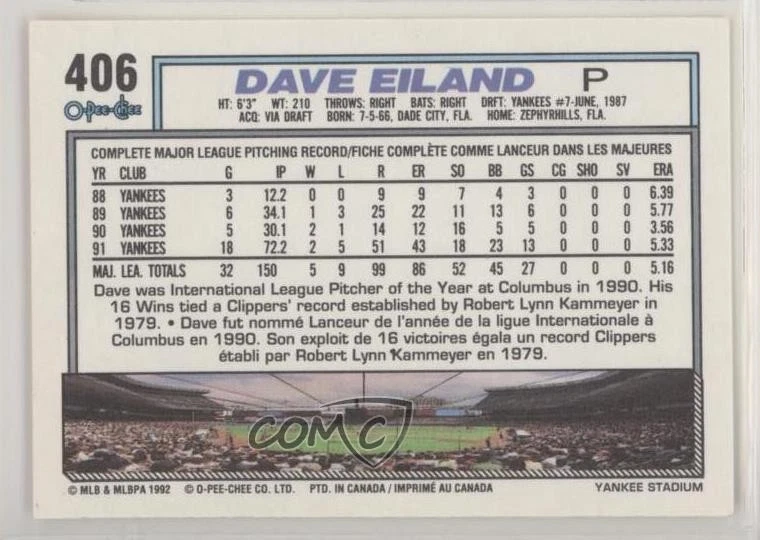 406 DAVE EILAND P
O-Pee-Chee
HT: 6'3" WT: 210 THROWS: RIGHT BATS: RIGHT DRFT: YANKEES #7-JUNE, 1987
ACQ: VIA DRAFT BORN: 7-5-66, DADE CITY, FLA. HOME: ZEPHYRHILLS, FLA.
COMPLETE MAJOR LEAGUE PITCHING RECORD/FICHE COMPLÈTE COMME LANCEUR DANS LES MAJEURES
YR CLUB G IP W L R ER SO BB GS CG SHO SV ERA
88 YANKEES 3 12.2 0 0 9 9 7 4 3 0 0 0 6.39
89 YANKEES 6 34.1 1 3 25 22 11 13 6 0 0 0 5.77
90 YANKEES 5 30.1 2 1 14 12 16 5 5 0 0 0 3.56
91 YANKEES 18 72.2 2 5 51 43 18 23 13 0 0 0 5.33
MAJ. LEA. TOTALS 32 150 5 9 99 86 52 45 27 0 0 0 5.16
Dave was International League Pitcher of the Year at Columbus in 1990. His
16 Wins tied a Clippers' record established by Robert Lynn Kammeyer in
1979. • Dave fut nommé Lanceur de l'année de la ligue Internationale à
Columbus en 1990. Son exploit de 16 victoires égala un record Clippers
établi par Robert Lynn Kammeyer en 1979.
COMC
© MLB & MLBPA 1992 © O-PEE-CHEE CO. LTD. PTD. IN CANADA / IMPRIMÉ AU CANADA YANKEE STADIUM